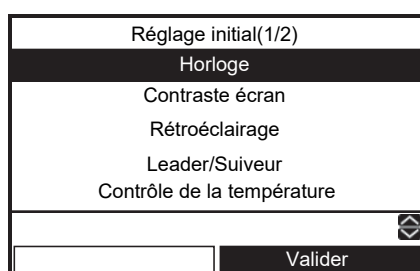 Réglage initial(1/2)
Horloge
Contraste écran
Rétroéclairage
Leader/Suiveur
Contrôle de la température
Valider